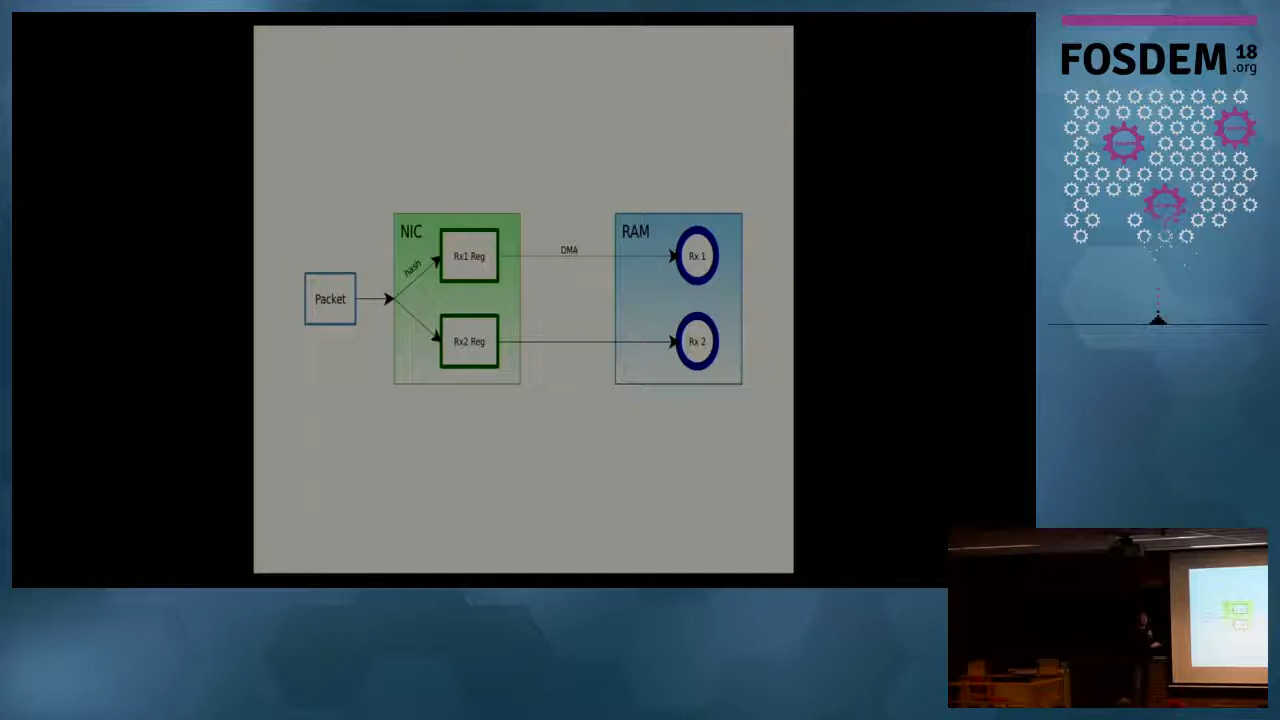 NIC
hash
Packet
Rx1 Reg
Rx2 Reg
DMA
RAM
Rx 1
Rx 2
FOSDEM 18
.org